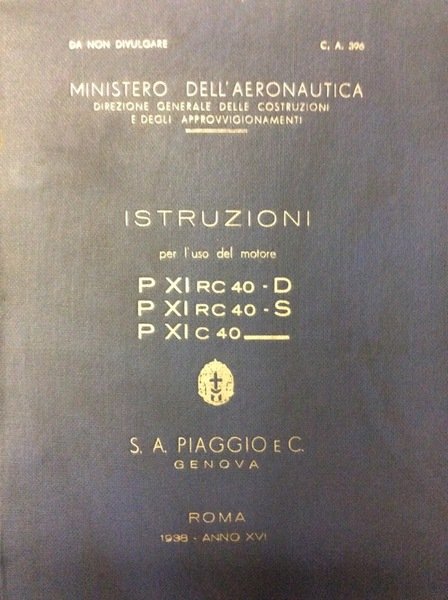 DA NON DIVULGARE
C. A. 396
MINISTERO DELL'AERONAUTICA
DIREZIONE GENERALE DELLE COSTRUZIONI
E DEGLI APPROVVIGIONAMENTI
ISTRUZIONI
per l'uso del motore
P XI RC 40 - D
P XI RC 40 - S
P XI C 40
S. A. PIAGGIO E C.
GENOVA
ROMA
1938 - ANNO XVI